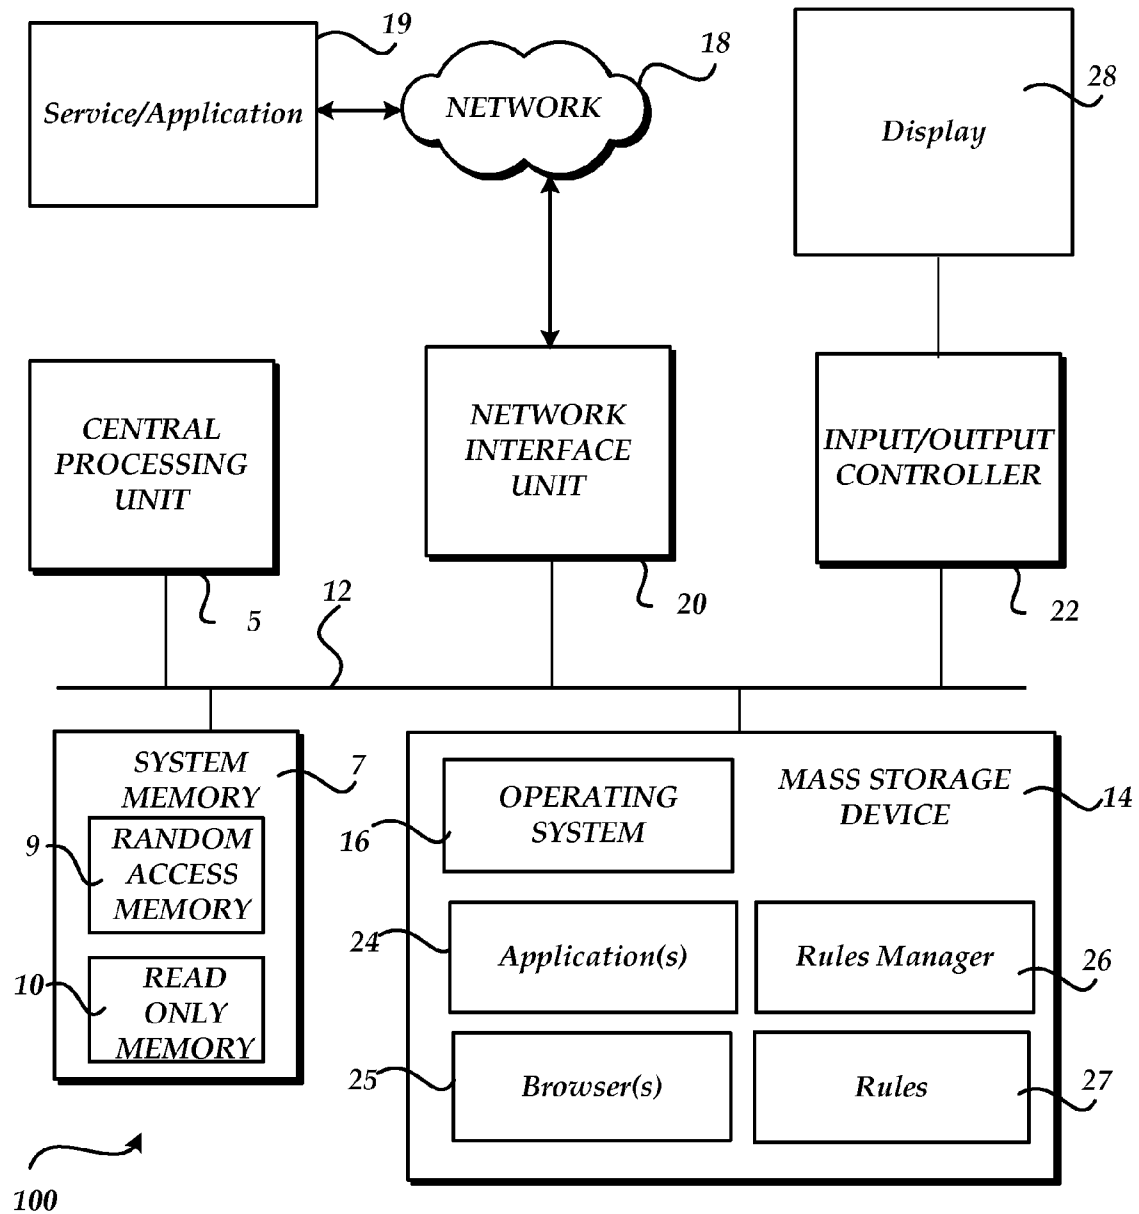 19
Service/Application
NETWORK
18
Display
28
CENTRAL
PROCESSING
UNIT
5
NETWORK
INTERFACE
UNIT
20
INPUT/OUTPUT
CONTROLLER
22
12
SYSTEM
MEMORY
7
RANDOM
ACCESS
MEMORY
9
READ
ONLY
MEMORY
10
MASS STORAGE
DEVICE
14
OPERATING
SYSTEM
16
24
Application(s)
Rules Manager
26
25
Browser(s)
Rules
27
100